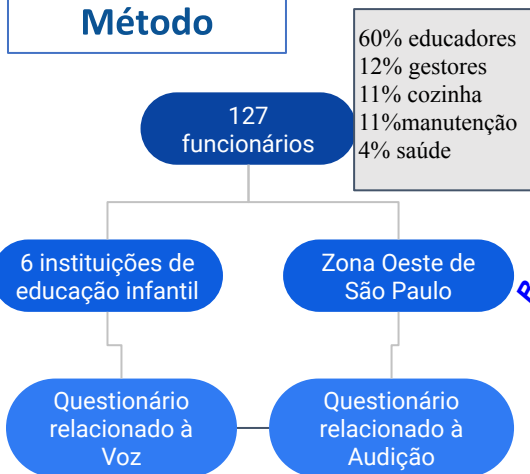 Método
60% educadores
12% gestores
11% cozinha
11%manutenção
4% saúde
127
funcionários
6 instituições de
educação infantil
Zona Oeste de
São Paulo
P
Questionário
relacionado à
Voz
Questionário
relacionado à
Audição